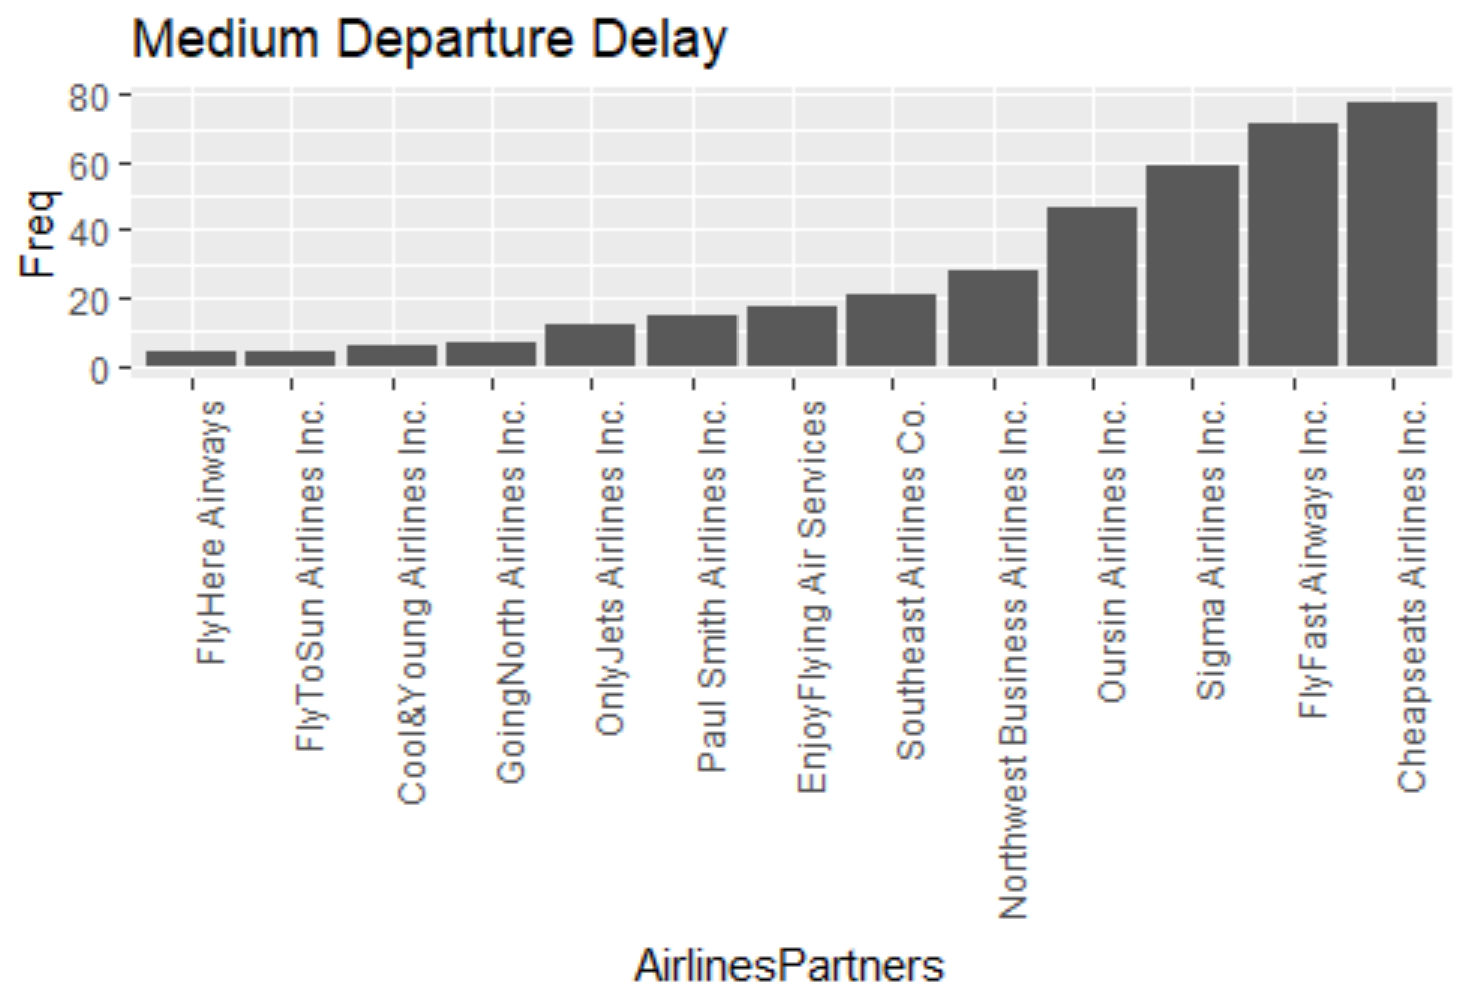 Medium Departure Delay
Freq
80
60
40
20
0
FlyHere Airways
FlyToSun Airlines Inc.
Cool&Young Airlines Inc.
GoingNorth Airlines Inc.
OnlyJets Airlines Inc.
Paul Smith Airlines Inc.
EnjoyFlying Air Services
Southeast Airlines Co.
Northwest Business Airlines Inc.
Oursin Airlines Inc.
Sigma Airlines Inc.
FlyFast Airways Inc.
Cheapseats Airlines Inc.
AirlinesPartners